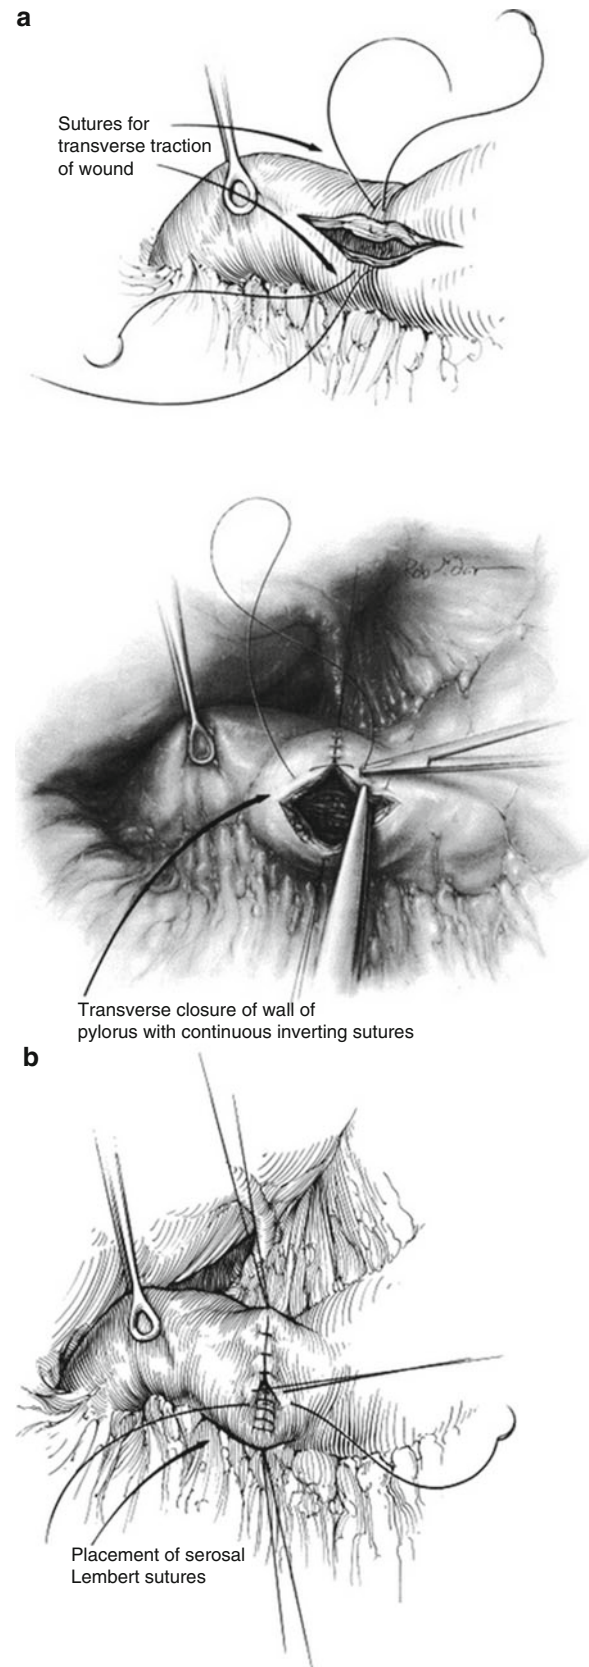 a
Sutures for
transverse traction
of wound
Transverse closure of wall of
pylorus with continuous inverting sutures
b
Placement of serosal
Lembert sutures